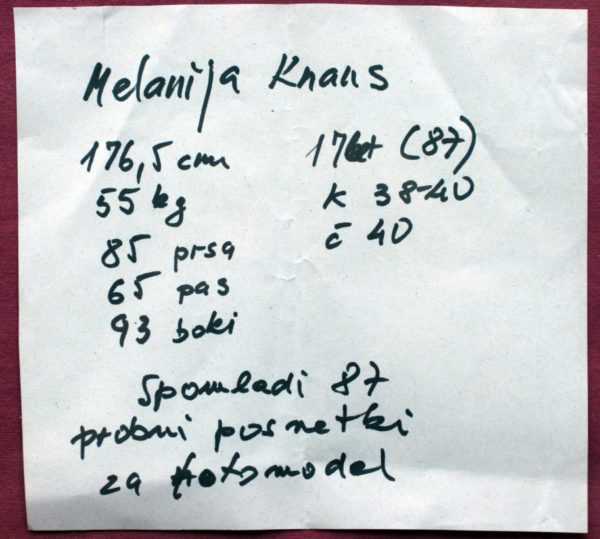 Melanija Knaus
176,5 cm
55 kg
85 prsa
65 pas
93 boki
17 let (87)
K 38-40
č 40
Spomladi 87
probni posnetki
za fotomodel